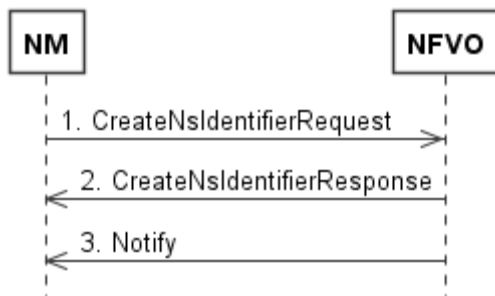 NM
NFVO
1. CreateNsIdentifierRequest
2. CreateNsIdentifierResponse
3. Notify